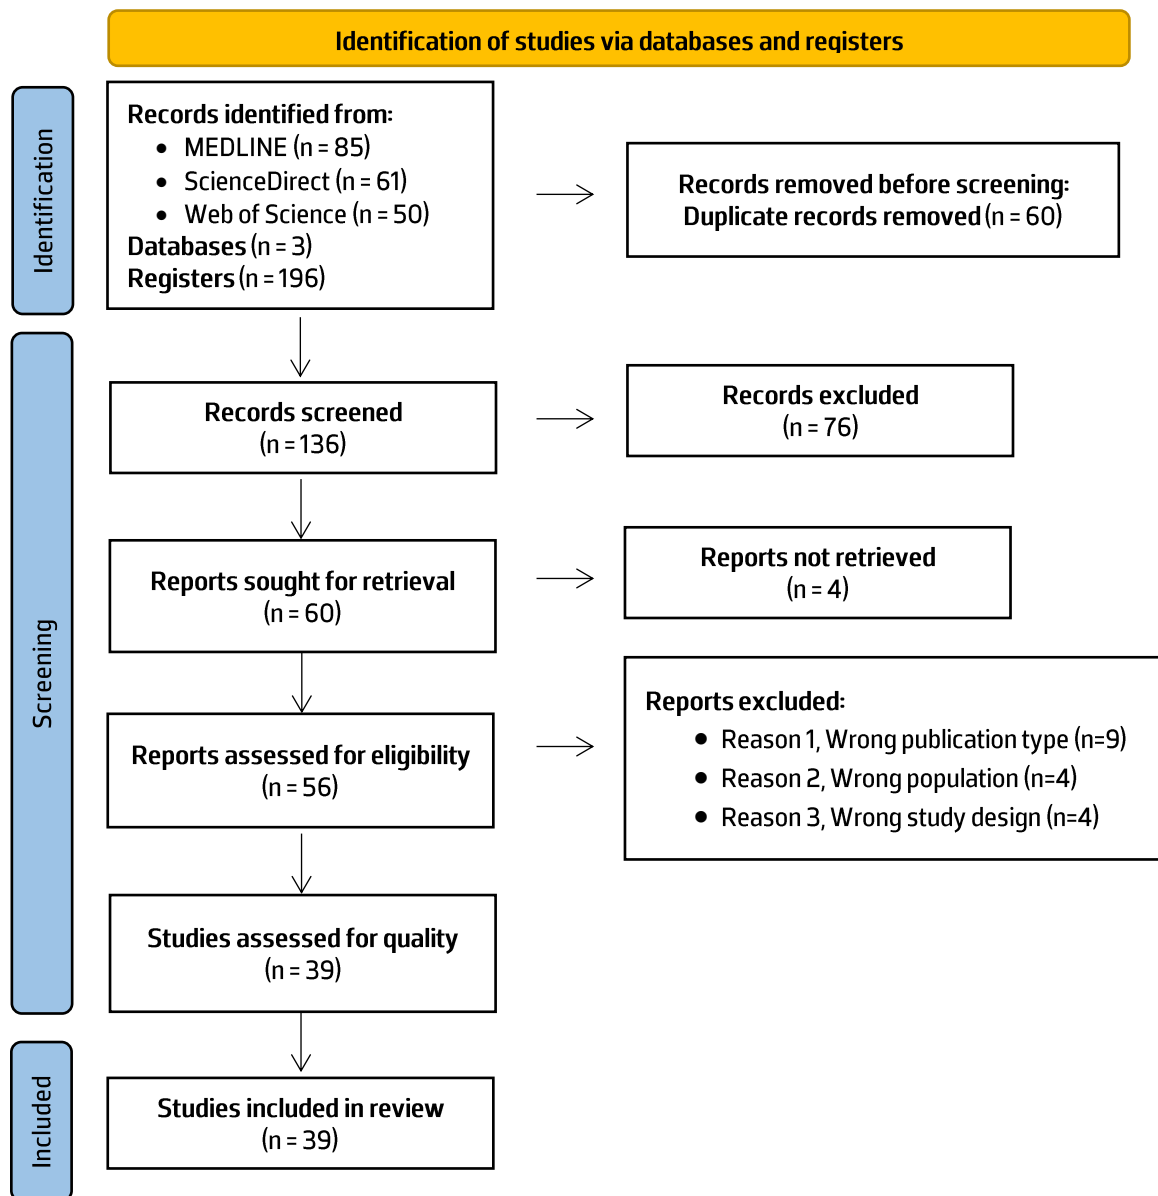 Identification of studies via databases and registers
Identification
Records identified from:
• MEDLINE (n = 85)
• ScienceDirect (n = 61)
• Web of Science (n = 50)
Databases (n = 3)
Registers (n = 196)
Records removed before screening:
Duplicate records removed (n = 60)
Screening
Records screened
(n = 136)
Records excluded
(n = 76)
Reports sought for retrieval
(n = 60)
Reports not retrieved
(n = 4)
Reports assessed for eligibility
(n = 56)
Reports excluded:
• Reason 1, Wrong publication type (n=9)
• Reason 2, Wrong population (n=4)
• Reason 3, Wrong study design (n=4)
Studies assessed for quality
(n = 39)
Included
Studies included in review
(n = 39)